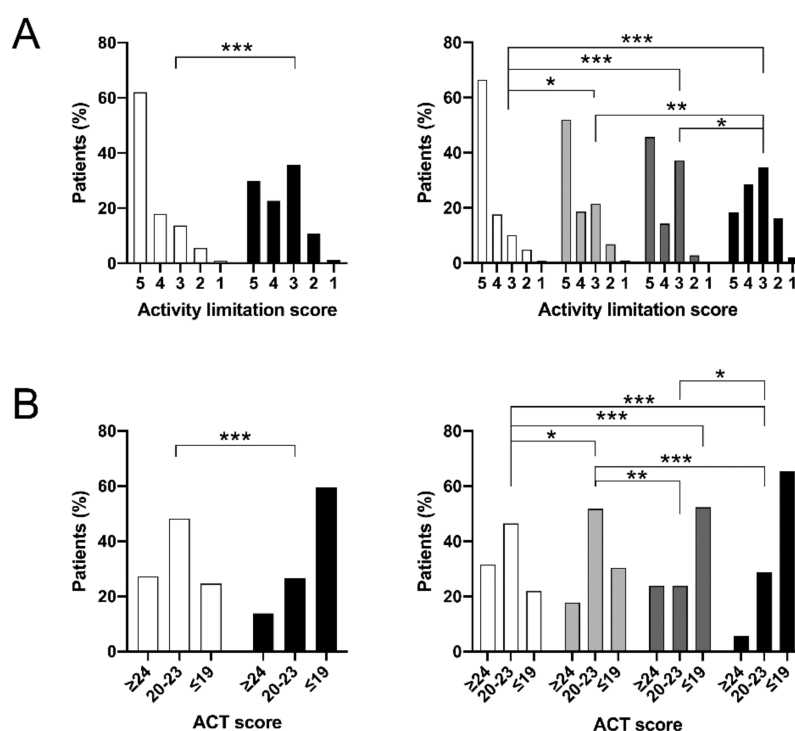 A
Patients (%)
80
60
40
20
0
***
5 4 3 2 1 5 4 3 2 1
Activity limitation score
Patients (%)
80
60
40
20
0
***
***
*
**
*
5 4 3 2 1 5 4 3 2 1 5 4 3 2 1 5 4 3 2 1
Activity limitation score
B
Patients (%)
80
60
40
20
0
***
≥24 20-23 ≤19 ≥24 20-23 ≤19
ACT score
Patients (%)
80
60
40
20
0
*
***
***
*
***
**
≥24 20-23 ≤19 ≥24 20-23 ≤19 ≥24 20-23 ≤19 ≥24 20-23 ≤19
ACT score